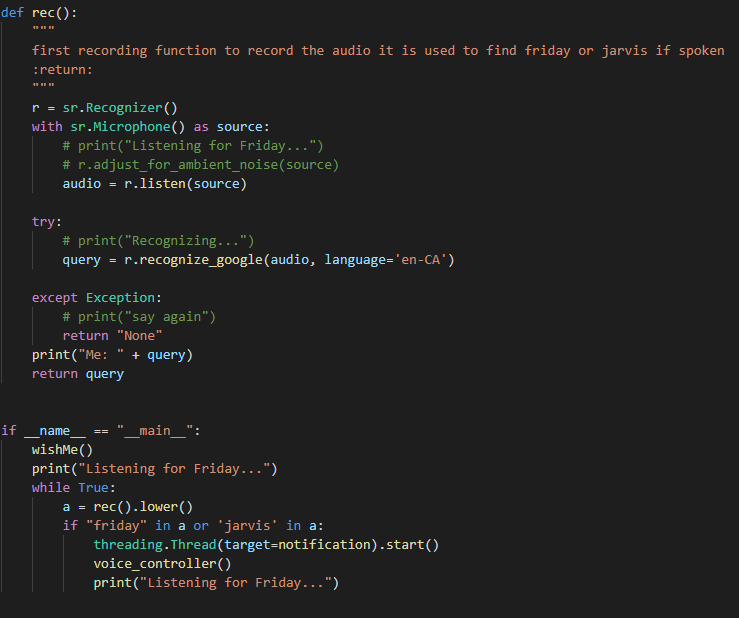 def rec():
    """
    first recording function to record the audio it is used to find friday or jarvis if spoken
    :return:
    """
    r = sr.Recognizer()
    with sr.Microphone() as source:
        # print("Listening for Friday...")
        # r.adjust_for_ambient_noise(source)
        audio = r.listen(source)

    try:
        # print("Recognizing...")
        query = r.recognize_google(audio, language='en-CA')

    except Exception:
        # print("say again")
        return "None"
    print("Me: " + query)
    return query


if __name__ == "__main__":
    wishMe()
    print("Listening for Friday...")
    while True:
        a = rec().lower()
        if "friday" in a or 'jarvis' in a:
            threading.Thread(target=notification).start()
            voice_controller()
            print("Listening for Friday...")